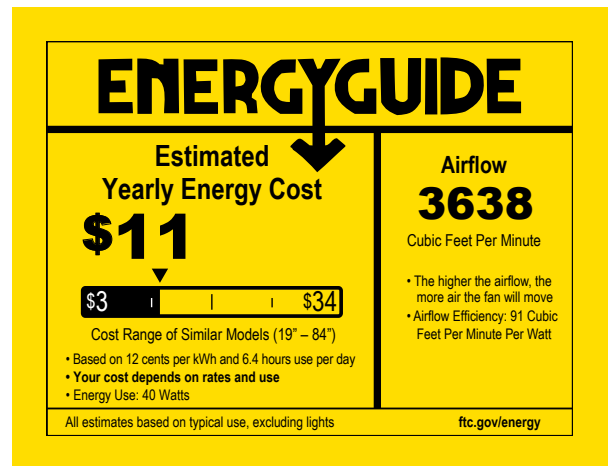 ENERGYGUIDE
Estimated
Yearly Energy Cost
$11
$3 $34
Cost Range of Similar Models (19” – 84”)
• Based on 12 cents per kWh and 6.4 hours use per day
• Your cost depends on rates and use
• Energy Use: 40 Watts
Airflow
3638
Cubic Feet Per Minute
• The higher the airflow, the
more air the fan will move
• Airflow Efficiency: 91 Cubic
Feet Per Minute Per Watt
All estimates based on typical use, excluding lights
ftc.gov/energy